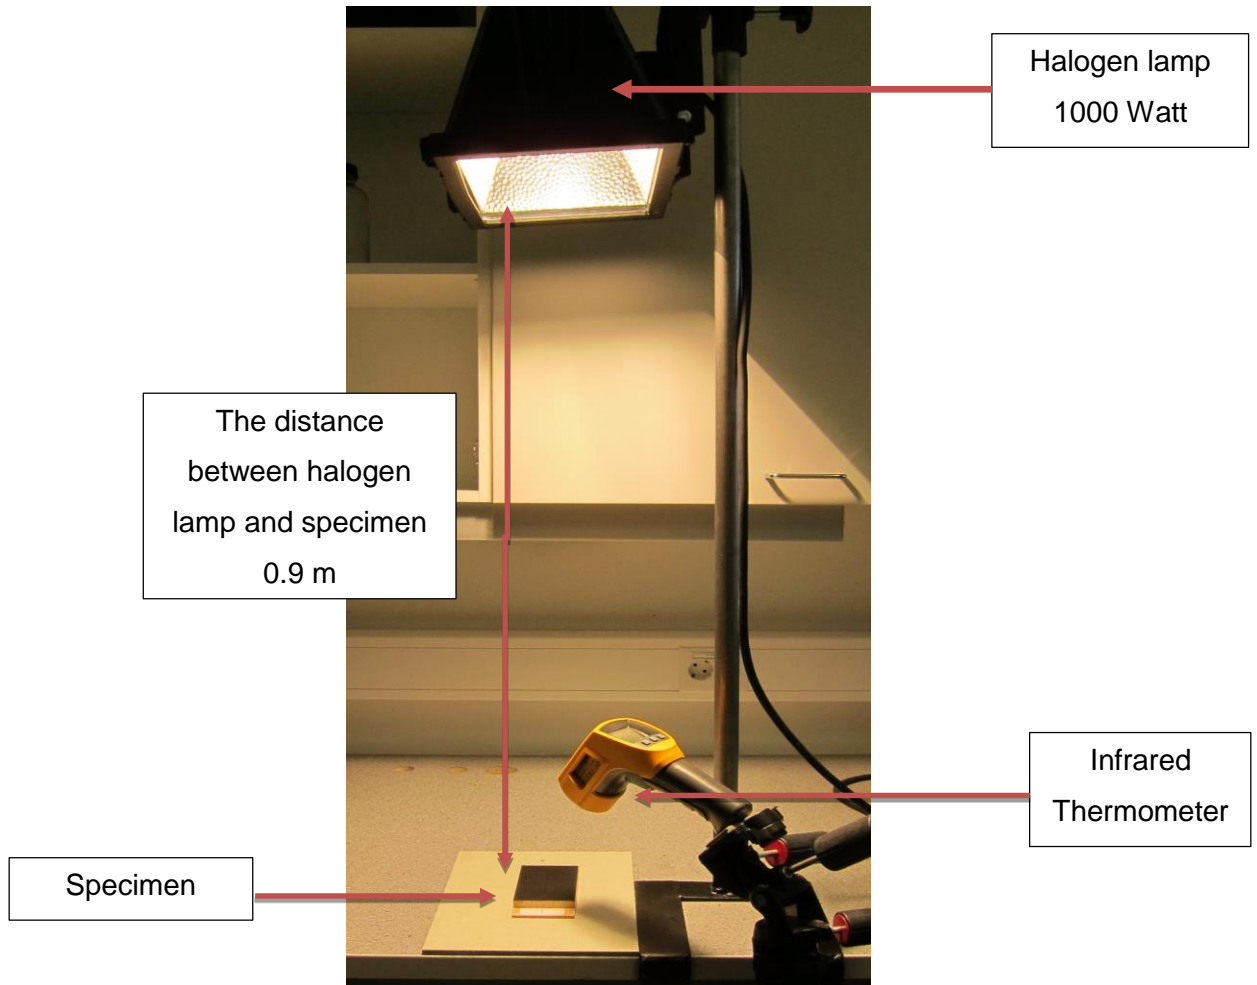 Halogen lamp
1000 Watt
The distance
between halogen
lamp and specimen
0.9 m
Infrared
Thermometer
Specimen